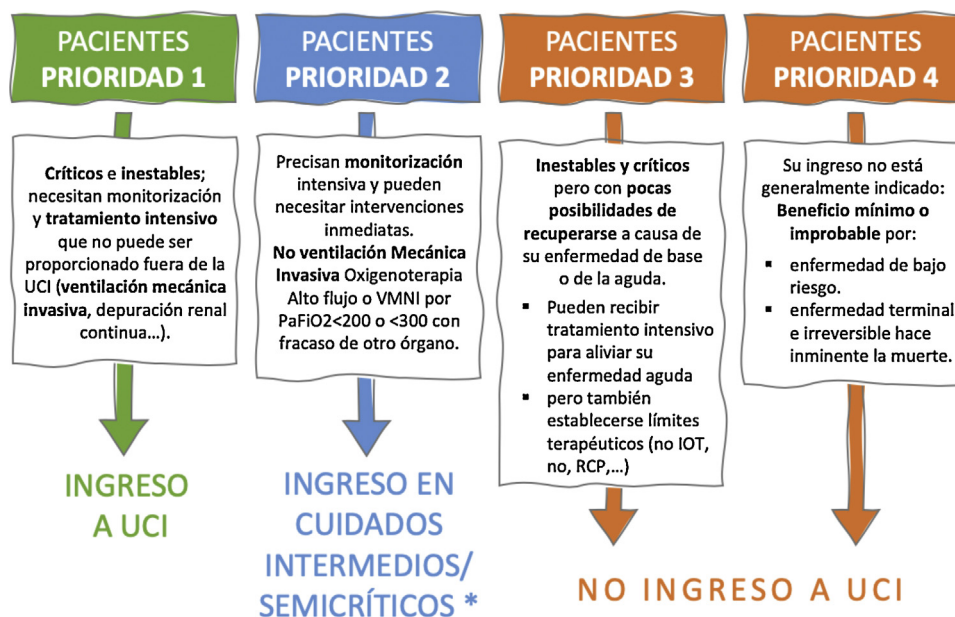 PACIENTES
PRIORIDAD 1
Críticos e inestables;
necesitan monitorización
y tratamiento intensivo
que no puede ser
proporcionado fuera de la
UCI (ventilación mecánica
invasiva, depuración renal
continua...).
INGRESO
A UCI
PACIENTES
PRIORIDAD 2
Precisan monitorización
intensiva y pueden
necesitar intervenciones
inmediatas.
No ventilación Mecánica
Invasiva Oxigenoterapia
Alto flujo o VMNI por
PaFiO2<200 o <300 con
fracaso de otro órgano.
INGRESO EN
CUIDADOS
INTERMEDIOS/
SEMICRÍTICOS *
PACIENTES
PRIORIDAD 3
Inestables y críticos
pero con pocas
posibilidades de
recuperarse a causa de
su enfermedad de base
o de la aguda.
▪ Pueden recibir
tratamiento intensivo
para aliviar su
enfermedad aguda
▪ pero también
establecerse límites
terapéuticos (no IOT,
no, RCP,...)
PACIENTES
PRIORIDAD 4
Su ingreso no está
generalmente indicado:
Beneficio mínimo o
improbable por:
▪ enfermedad de bajo
riesgo.
▪ enfermedad terminal
e irreversible hace
inminente la muerte.
NO INGRESO A UCI